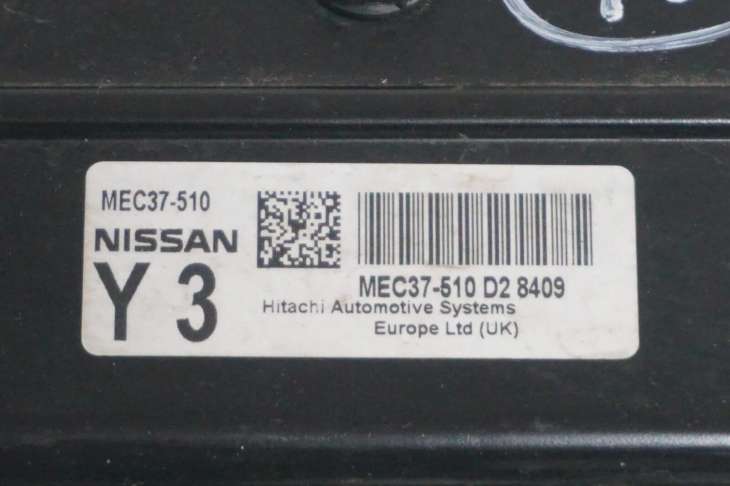 MEC37-510
NISSAN
Y 3
MEC37-510 D2 8409
Hitachi Automotive Systems
Europe Ltd (UK)